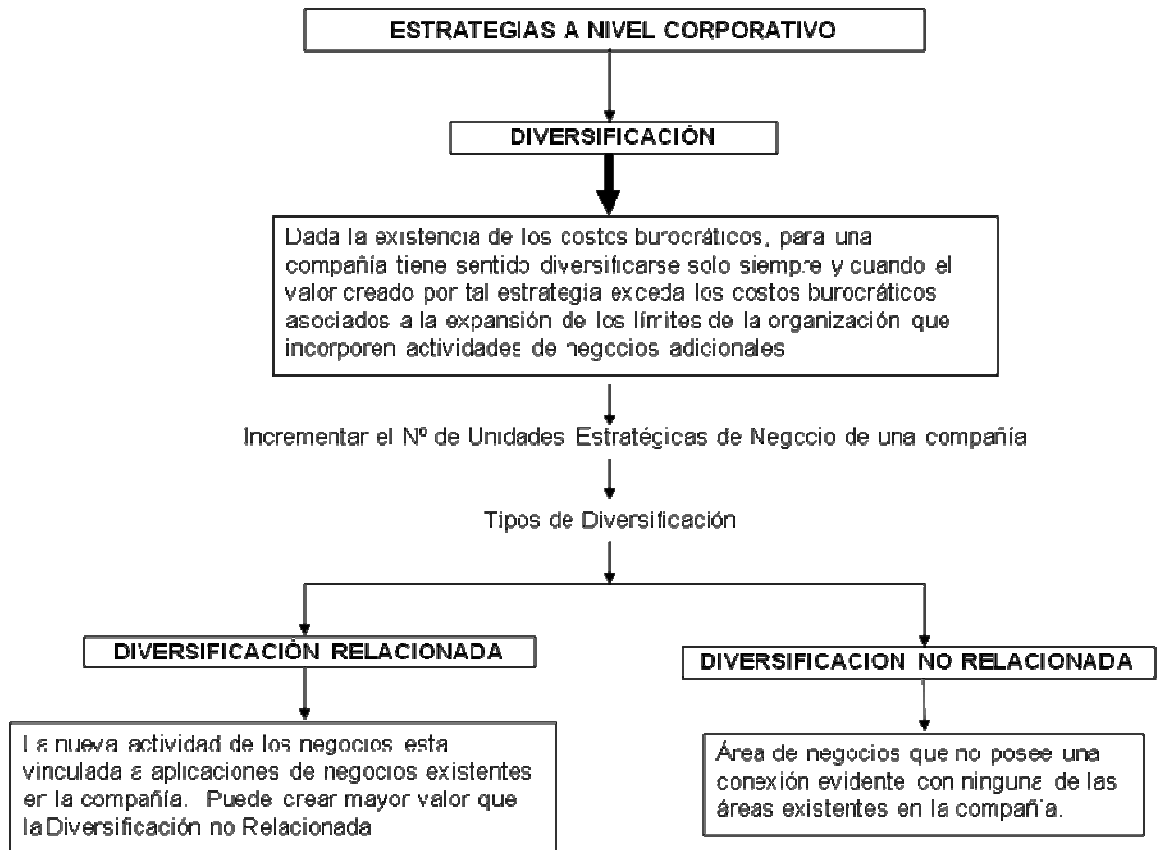 ESTRATEGIAS A NIVEL CORPORATIVO
DIVERSIFICACIÓN
Dada la existencia de los costos burocráticos, para una
compañía tiene sentido diversificarse solo siempre y cuando el
valor creado por tal estrategia exceda los costos burocráticos
asociados a la expansión de los límites de la organización que
incorporen actividades de negocios adicionales
Incrementar el Nº de Unidades Estratégicas de Negocio de una compañía
Tipos de Diversificación
DIVERSIFICACIÓN RELACIONADA
La nueva actividad de los negocios esta
vinculada a aplicaciones de negocios existentes
en la compañía. Puede crear mayor valor que
la Diversificación no Relacionada
DIVERSIFICACION NO RELACIONADA
Área de negocios que no posee una
conexión evidente con ninguna de las
áreas existentes en la compañía.